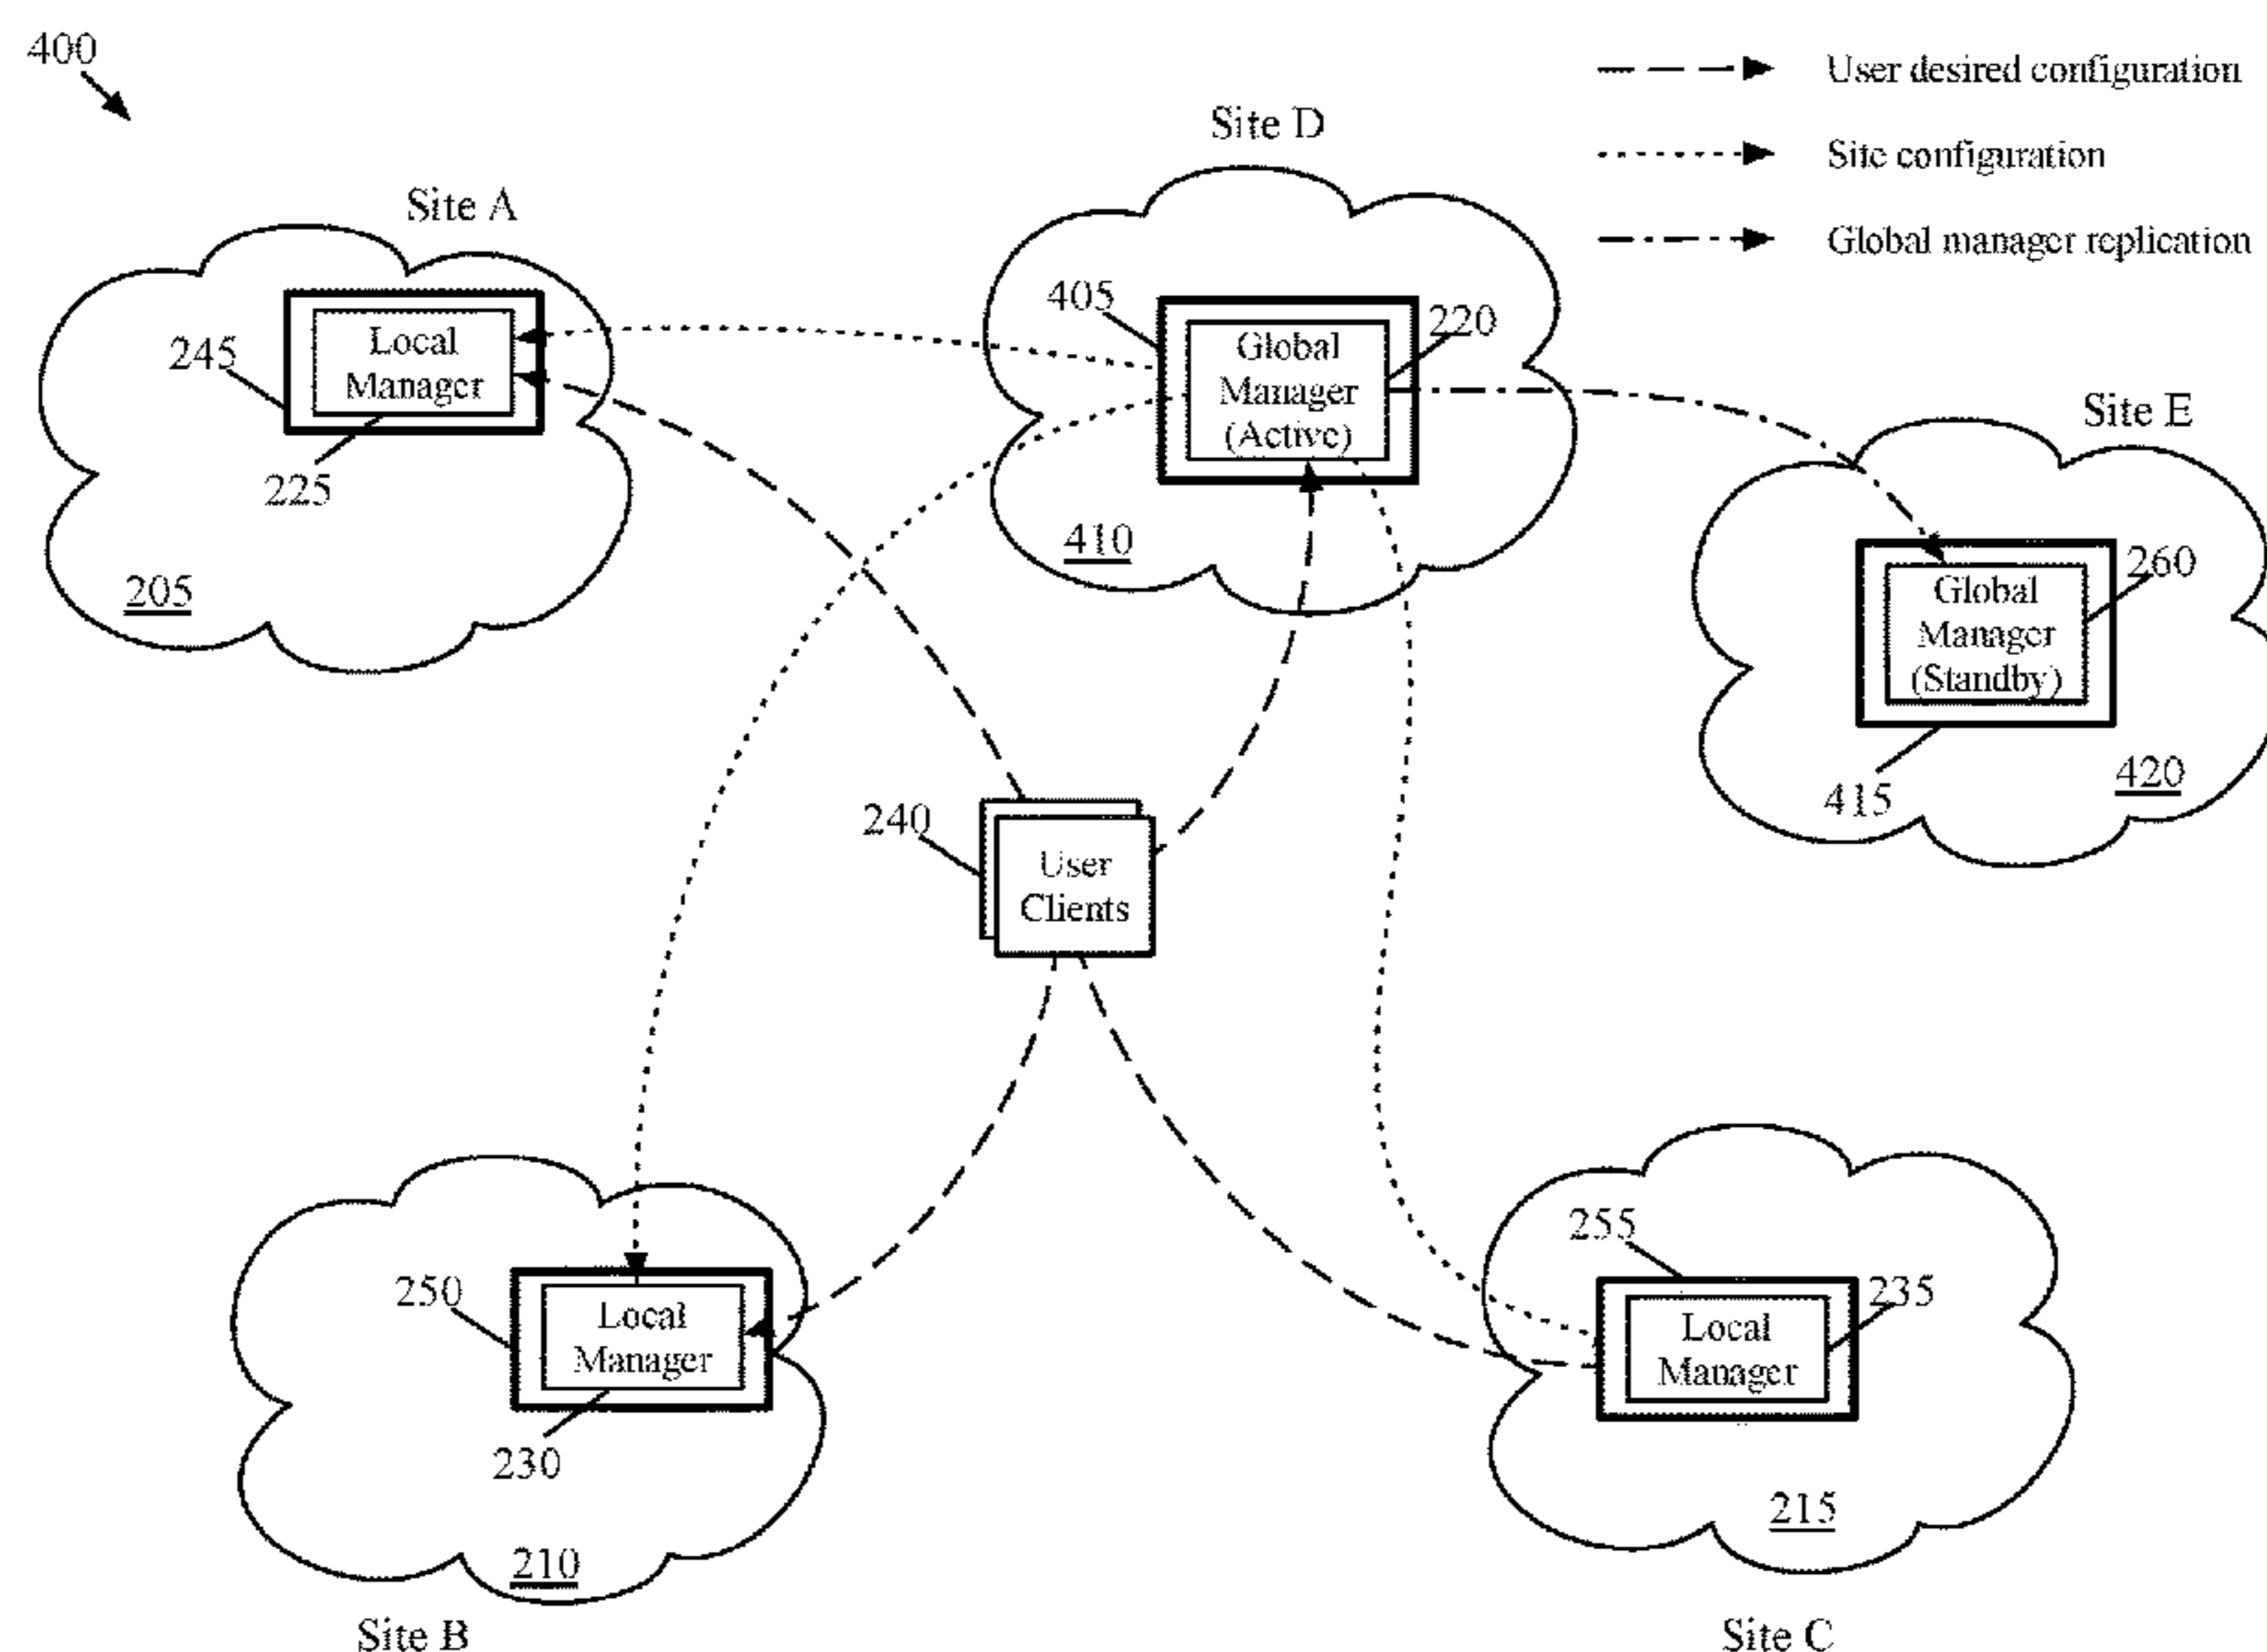 400
User desired configuration
Site D
Site configuration
Site A
Global manager replication
405
220
Local
Manager
245
Global
Manager
(Active)
Site E
225
410
205
260
Global
Manager
(Standby)
415
420
240
User
Clients
255
235
250
Local
Manager
Local
Manager
230
215
210
Site B
Site C